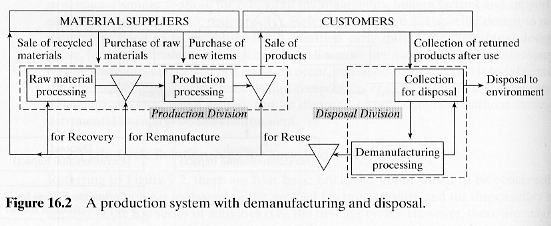 MATERIAL SUPPLIERS
CUSTOMERS
Sale of recycled
materials
Purchase of raw
materials
Purchase of
new items
Sale of
products
Collection of returned
products after use
Raw material
processing
Production
processing
Collection
for disposal
Disposal to
environment
Production Division
Disposal Division
for Recovery
for Remanufacture
for Reuse
Demanufacturing
processing
Figure 16.2 A production system with demanufacturing and disposal.